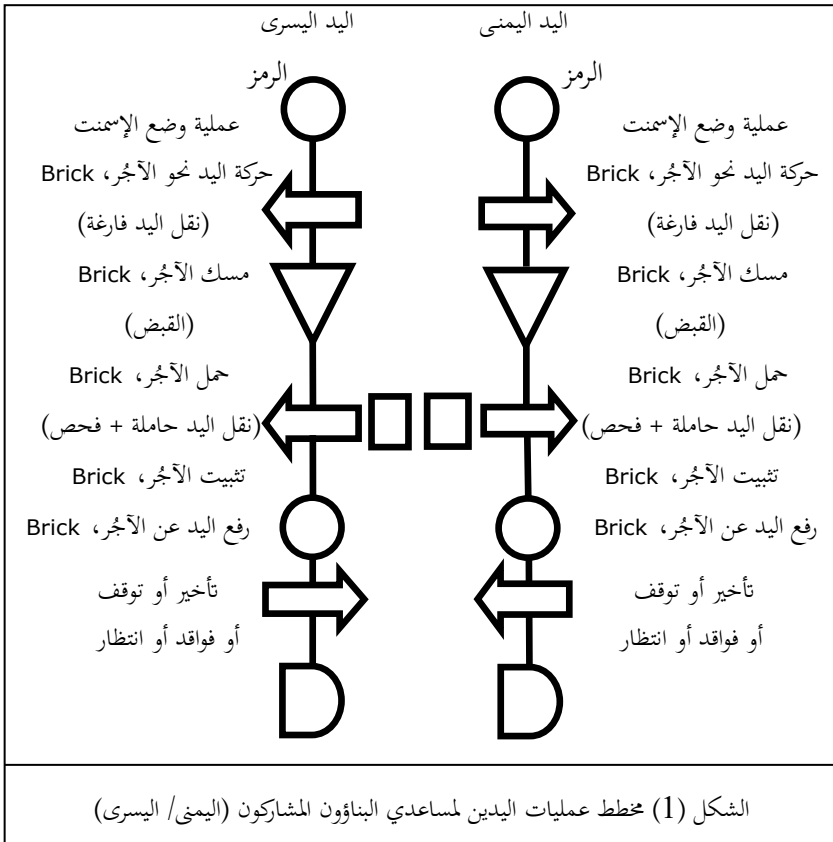 اليد اليمنى
اليد اليسرى
الرمز
الرمز
عملية وضع الإسمنت
عملية وضع الإسمنت
حركة اليد نحو الآجُر، Brick
حركة اليد نحو الآجُر، Brick
(نقل اليد فارغة)
(نقل اليد فارغة)
مسك الآجُر، Brick
مسك الآجُر، Brick
(القبض)
(القبض)
حمل الآجُر، Brick
حمل الآجُر، Brick
(نقل اليد حاملة + فحص)
(نقل اليد حاملة + فحص)
تثبيت الآجُر، Brick
تثبيت الآجُر، Brick
رفع اليد عن الآجُر، Brick
رفع اليد عن الآجُر، Brick
تأخير أو توقف
تأخير أو توقف
أو فواقد أو انتظار
أو فواقد أو انتظار
الشكل (1) مخطط عمليات اليدين لمساعدي البناؤون المشاركون (اليمنى/ اليسرى)